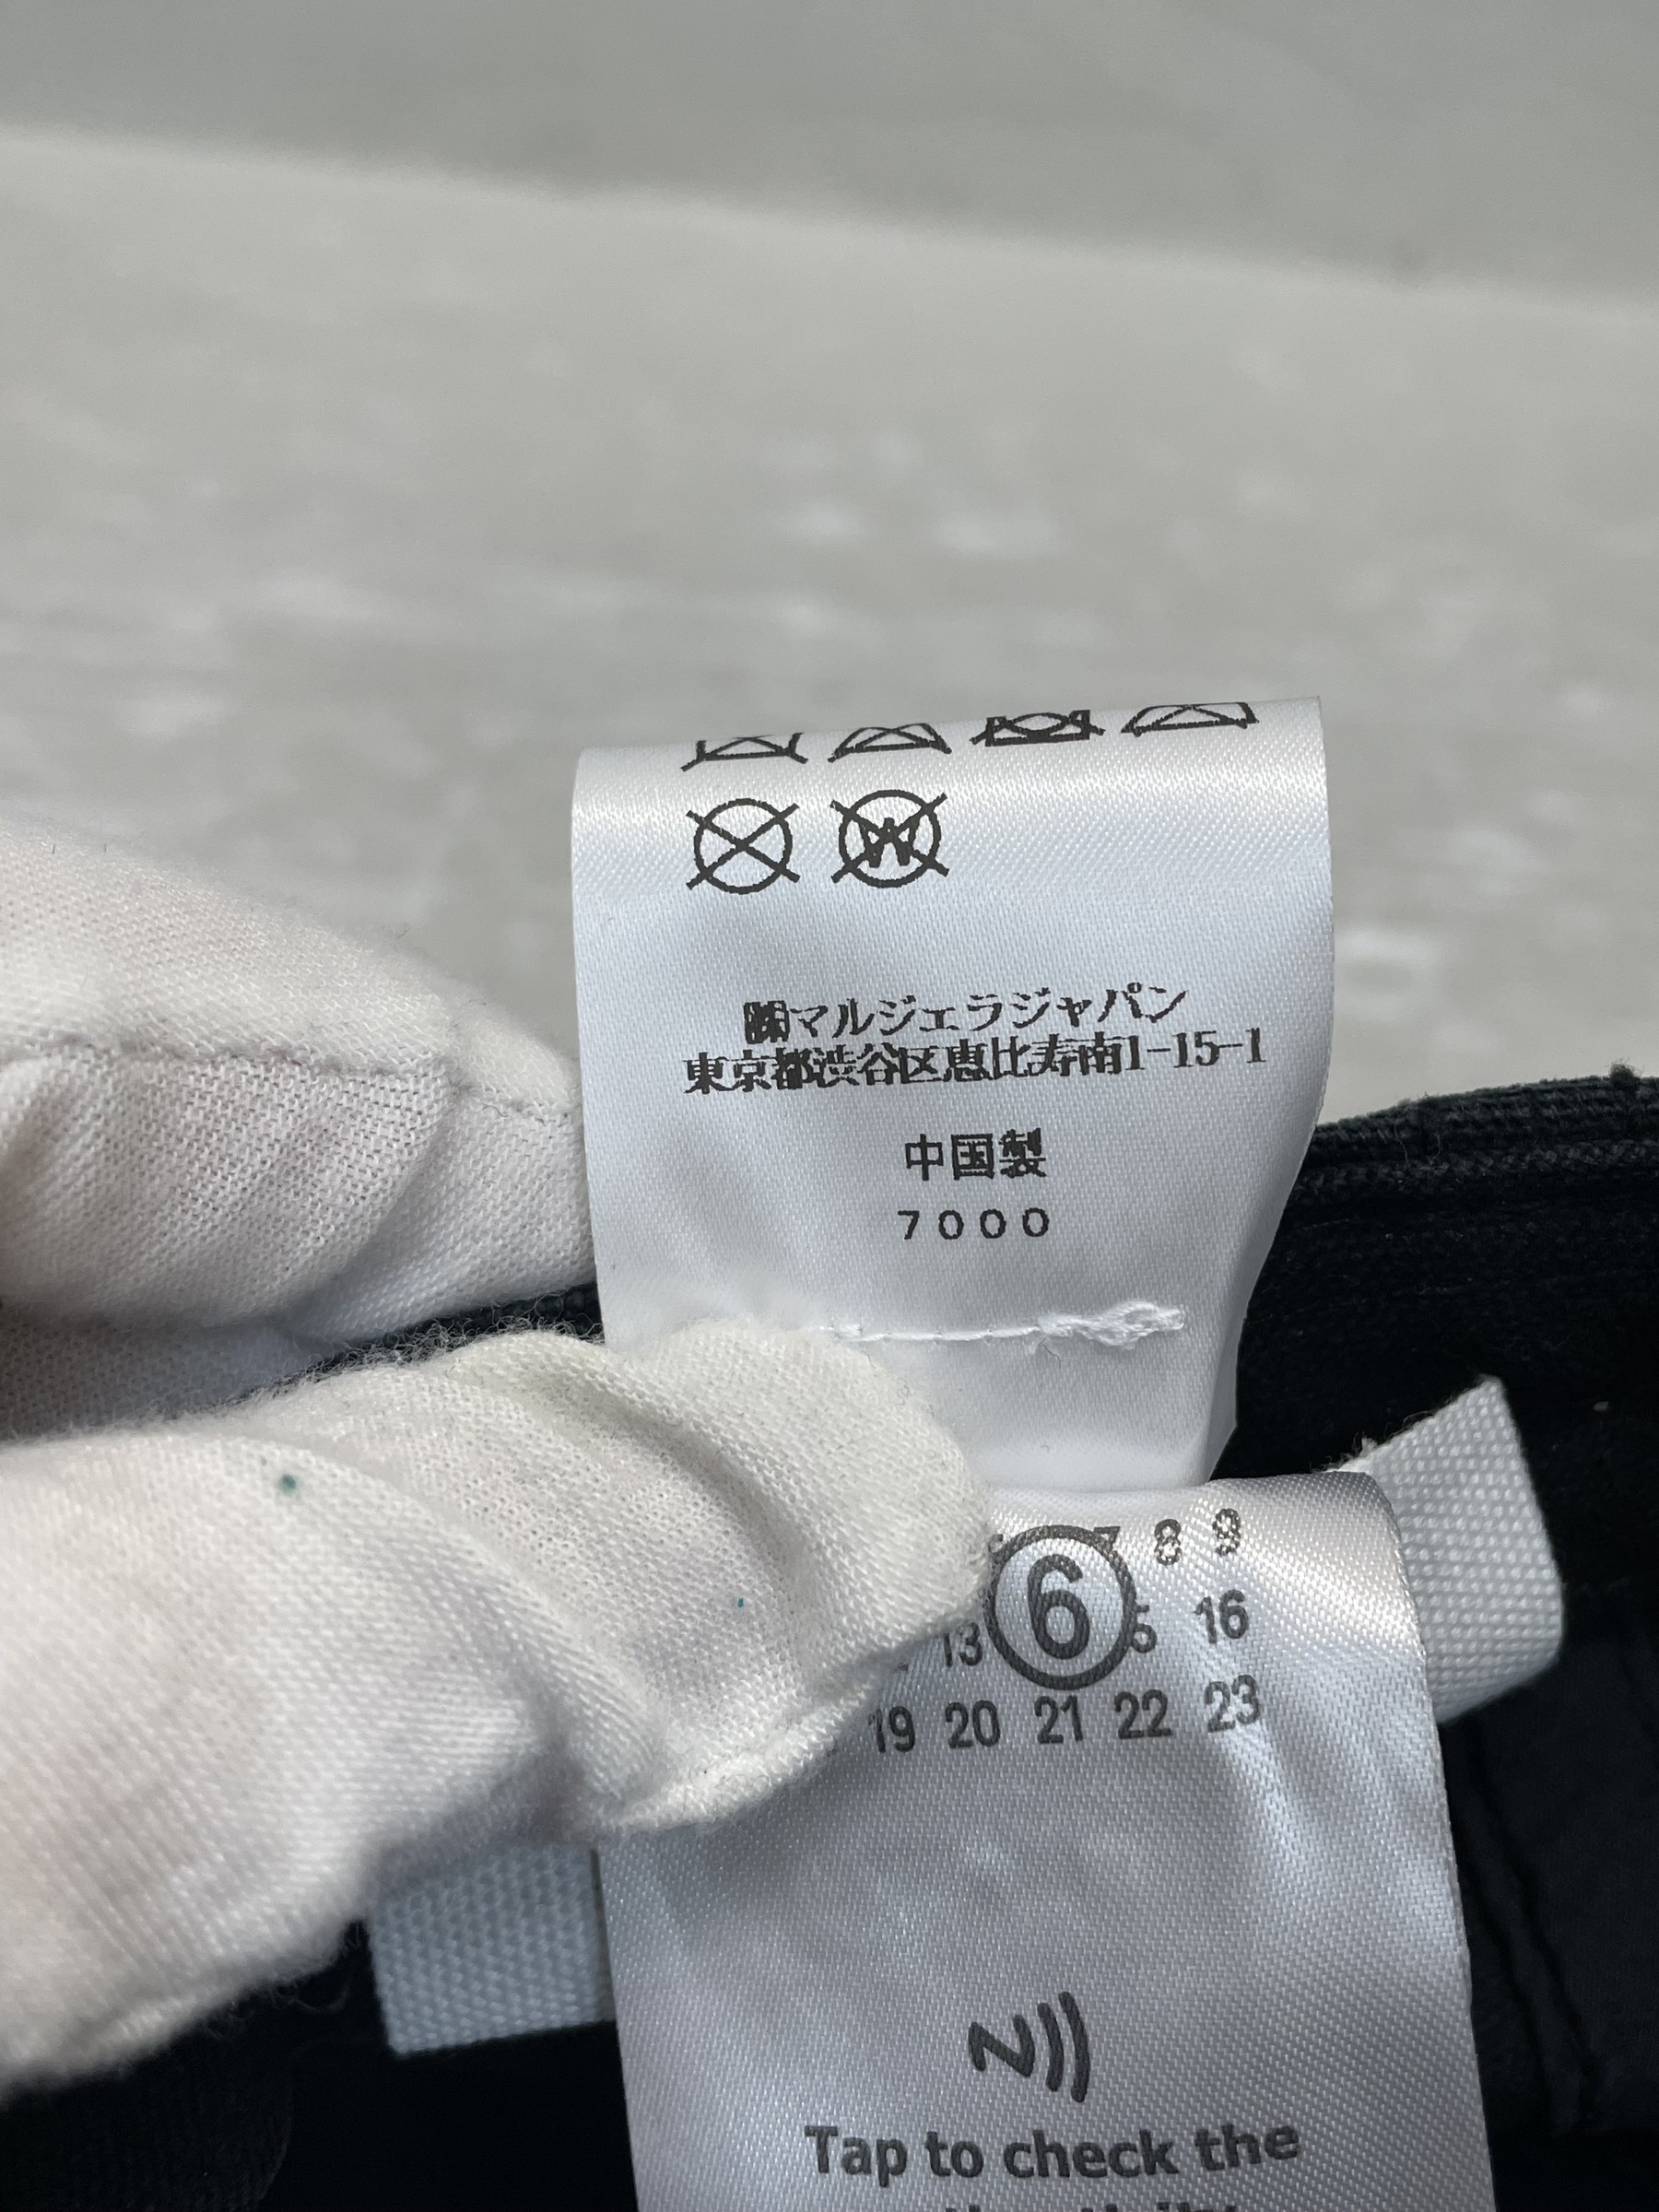 W
㈱マルジェラジャパン
東京都渋谷区恵比寿南1-15-1
中国製
7000
8 9
6
13 16
19 20 21 22 23
Tap to check the